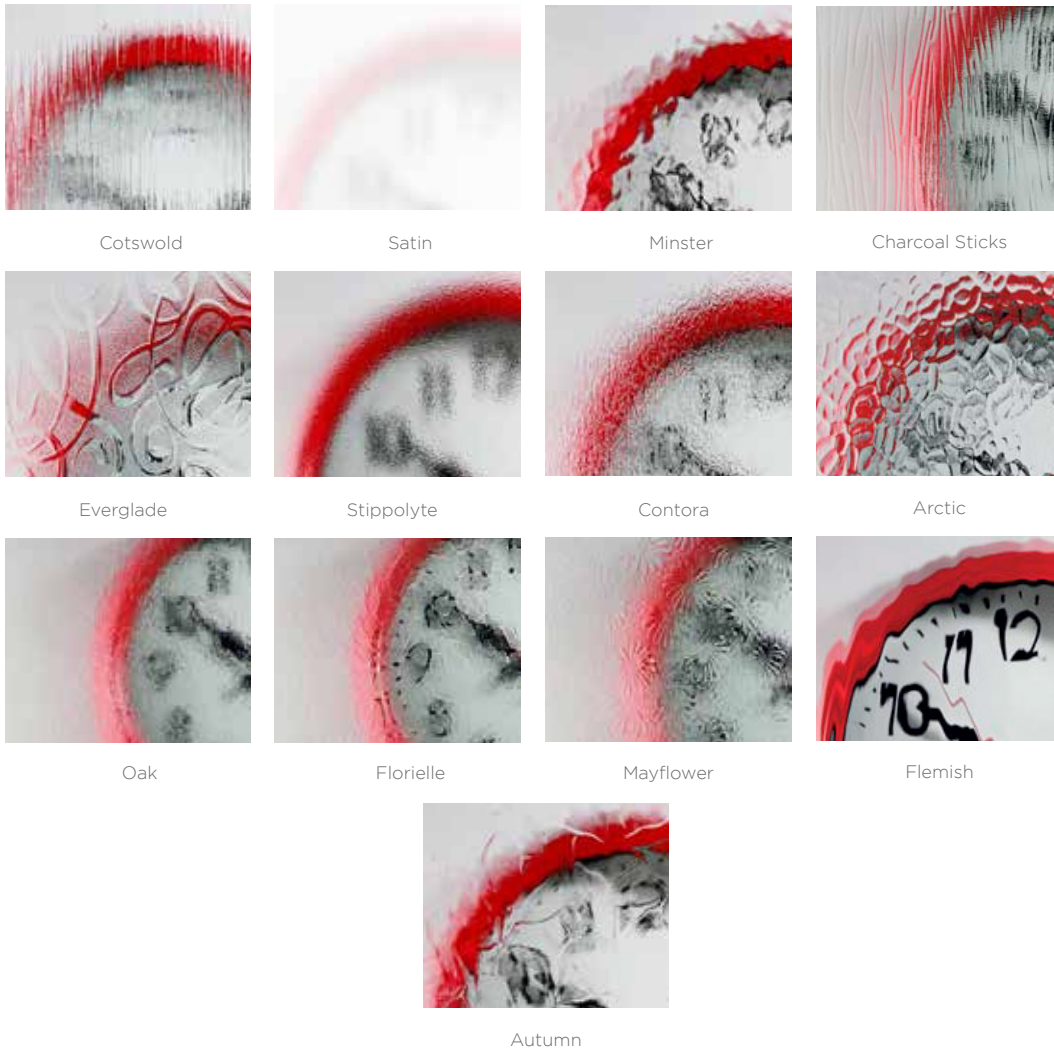 Cotswold
Satin
Minster
Charcoal Sticks
Everglade
Stippolyte
Contora
Arctic
Oak
Florielle
Mayflower
11 12
10
Flemish
Autumn